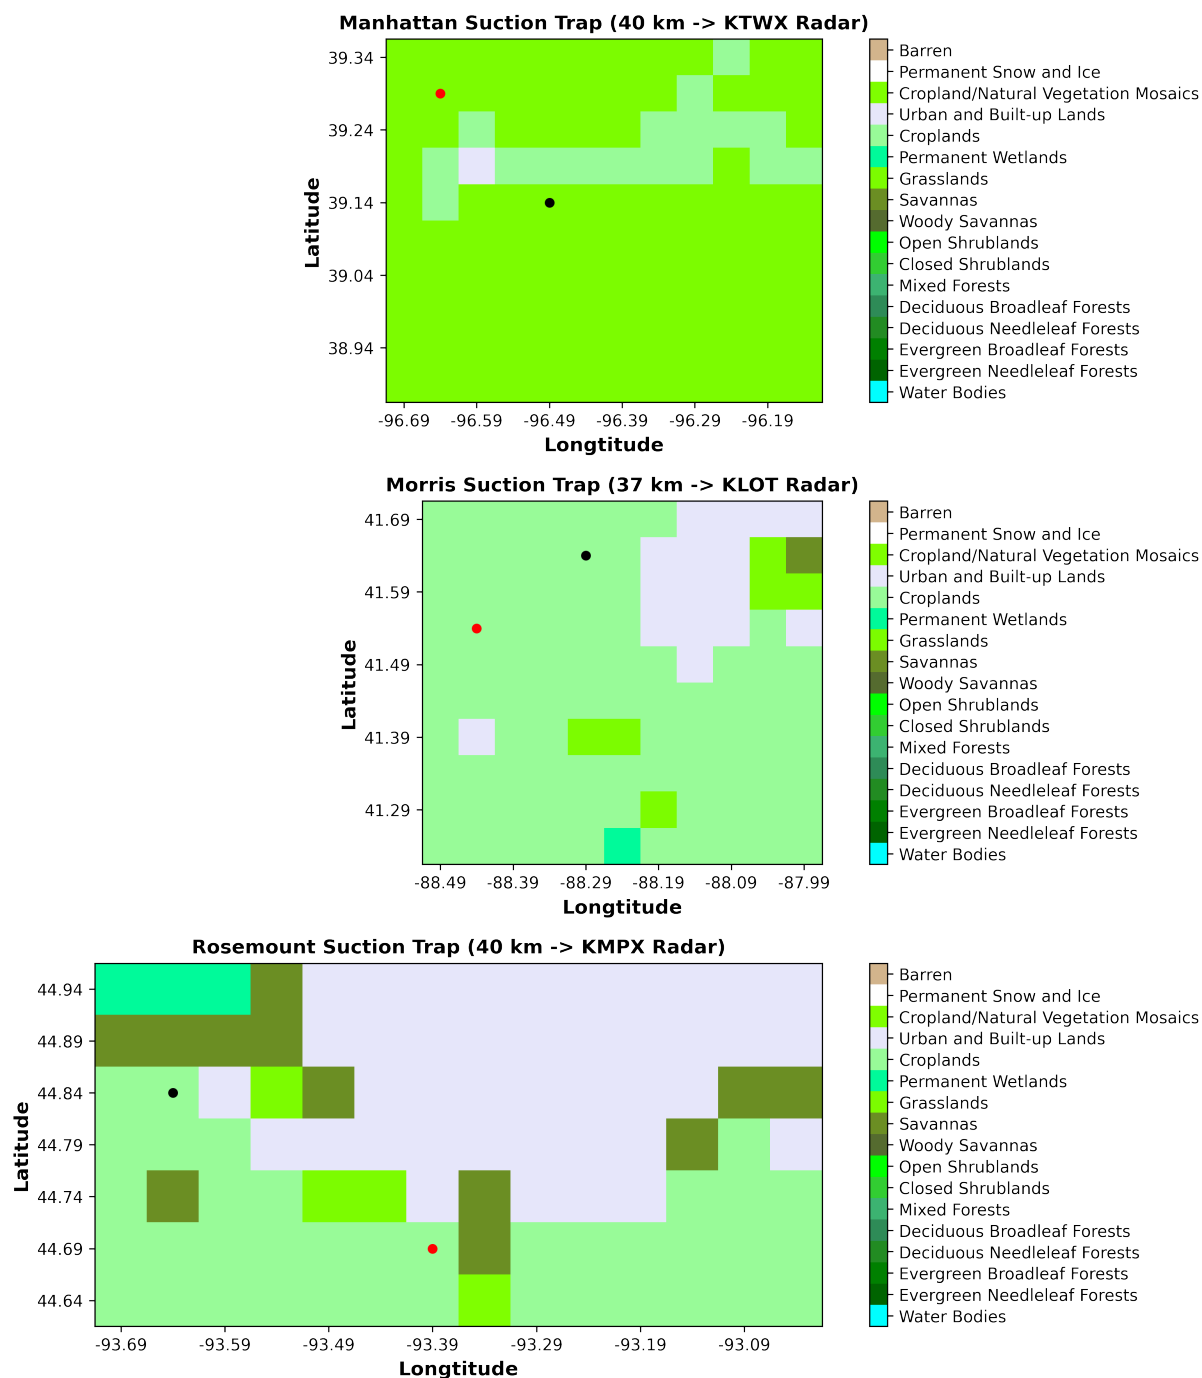 Manhattan Suction Trap (40 km -> KTWX Radar)
39.34
39.24
39.14
39.04
38.94
Latitude
-96.69 -96.59 -96.49 -96.39 -96.29 -96.19
Longtitude
Barren
Permanent Snow and Ice
Cropland/Natural Vegetation Mosaics
Urban and Built-up Lands
Croplands
Permanent Wetlands
Grasslands
Savannas
Woody Savannas
Open Shrublands
Closed Shrublands
Mixed Forests
Deciduous Broadleaf Forests
Deciduous Needleleaf Forests
Evergreen Broadleaf Forests
Evergreen Needleleaf Forests
Water Bodies
Morris Suction Trap (37 km -> KLOT Radar)
41.69
41.59
41.49
41.39
41.29
Latitude
-88.49 -88.39 -88.29 -88.19 -88.09 -87.99
Longtitude
Barren
Permanent Snow and Ice
Cropland/Natural Vegetation Mosaics
Urban and Built-up Lands
Croplands
Permanent Wetlands
Grasslands
Savannas
Woody Savannas
Open Shrublands
Closed Shrublands
Mixed Forests
Deciduous Broadleaf Forests
Deciduous Needleleaf Forests
Evergreen Broadleaf Forests
Evergreen Needleleaf Forests
Water Bodies
Rosemount Suction Trap (40 km -> KMPX Radar)
44.94
44.89
44.84
44.79
44.74
44.69
44.64
Latitude
-93.69 -93.59 -93.49 -93.39 -93.29 -93.19 -93.09
Longtitude
Barren
Permanent Snow and Ice
Cropland/Natural Vegetation Mosaics
Urban and Built-up Lands
Croplands
Permanent Wetlands
Grasslands
Savannas
Woody Savannas
Open Shrublands
Closed Shrublands
Mixed Forests
Deciduous Broadleaf Forests
Deciduous Needleleaf Forests
Evergreen Broadleaf Forests
Evergreen Needleleaf Forests
Water Bodies